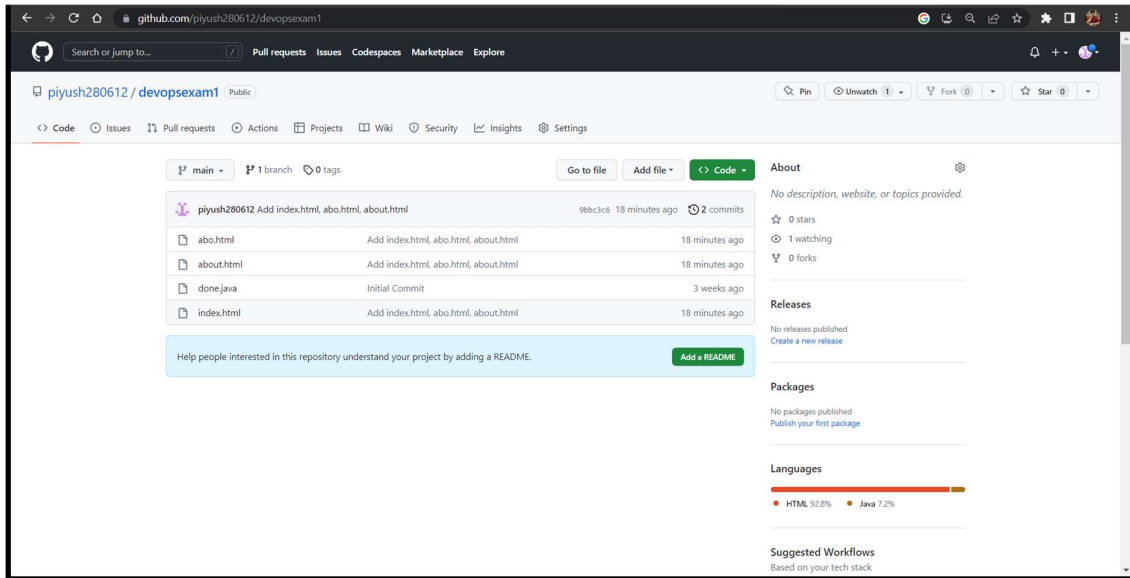 github.com/piyush280612/devopsexam1
Search or jump to... / Pull requests Issues Codespaces Marketplace Explore
piyush280612 / devopsexam1 Public
Pin Unwatch 1 Fork 0 Star 0
Code Issues Pull requests Actions Projects Wiki Security Insights Settings
main 1 branch 0 tags Go to file Add file Code
piyush280612 Add index.html, abo.html, about.html 9bbc3c6 18 minutes ago 2 commits
abo.html Add index.html, abo.html, about.html 18 minutes ago
about.html Add index.html, abo.html, about.html 18 minutes ago
done.java Initial Commit 3 weeks ago
index.html Add index.html, abo.html, about.html 18 minutes ago
Help people interested in this repository understand your project by adding a README. Add a README
About
No description, website, or topics provided.
0 stars
1 watching
0 forks
Releases
No releases published
Create a new release
Packages
No packages published
Publish your first package
Languages
HTML 92.8% Java 7.2%
Suggested Workflows
Based on your tech stack